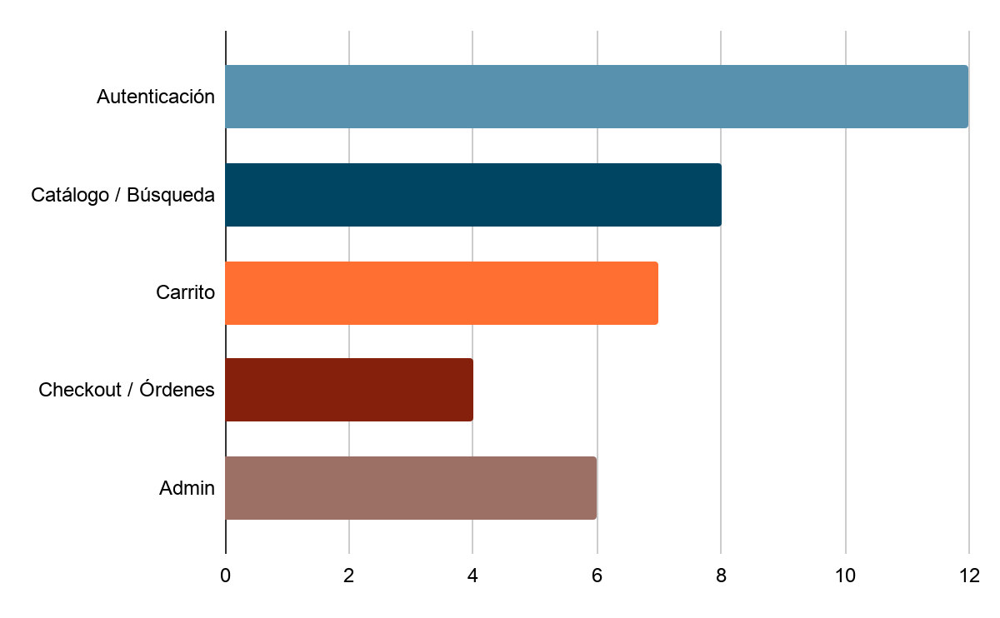 Autenticación
Catálogo / Búsqueda
Carrito
Checkout / Órdenes
Admin
0 2 4 6 8 10 12